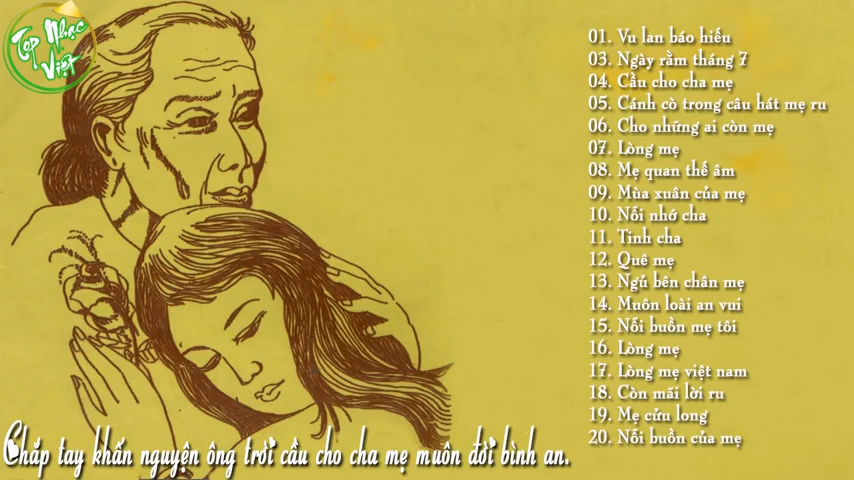 Top Nhạc
Việt
01. Vu lan báo hiếu
03. Ngày rằm tháng 7
04. Cầu cho cha mẹ
05. Cánh cò trong câu hát mẹ ru
06. Cho những ai còn mẹ
07. Lòng mẹ
08. Mẹ quan thế âm
09. Mùa xuân của mẹ
10. Nỗi nhớ cha
11. Tình cha
12. Quê mẹ
13. Ngủ bên chân mẹ
14. Muôn loài an vui
15. Nỗi buồn mẹ tôi
16. Lòng mẹ
17. Lòng mẹ việt nam
18. Còn mãi lời ru
19. Mẹ cửu long
20. Nỗi buồn của mẹ
Chắp tay khấn nguyện ông trời cầu cho cha mẹ muôn đời bình an.